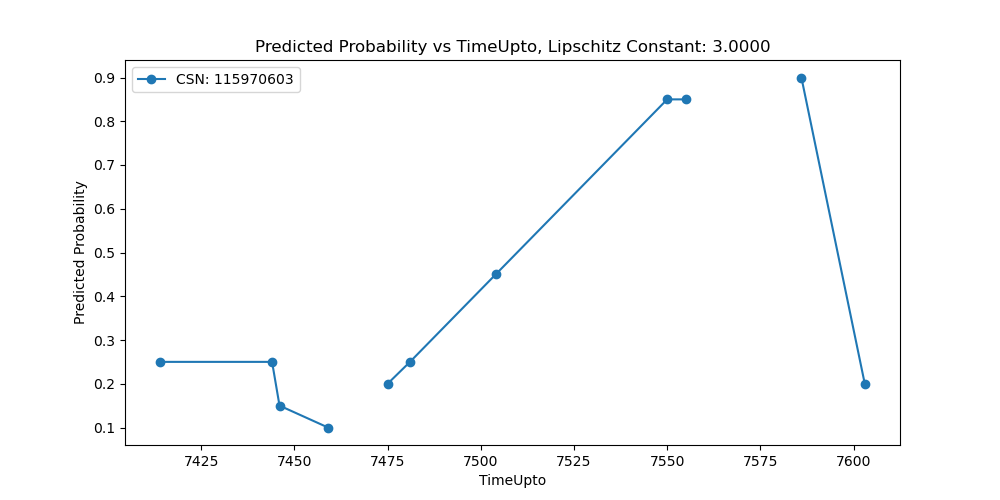 Predicted Probability vs TimeUpto, Lipschitz Constant: 3.0000
CSN: 115970603
Predicted Probability
0.9
0.8
0.7
0.6
0.5
0.4
0.3
0.2
0.1
7425 7450 7475 7500 7525 7550 7575 7600
TimeUpto